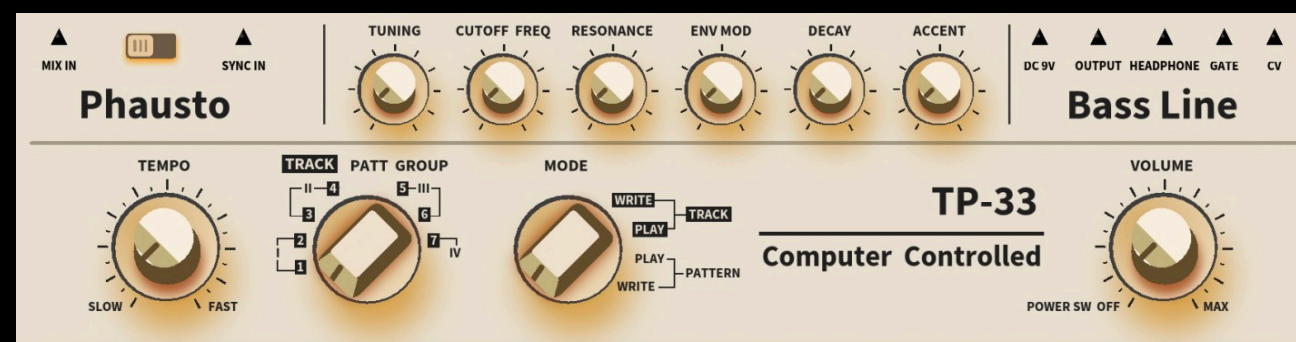 MIX IN
SYNC IN
Phausto
TUNING
CUTOFF FREQ
RESONANCE
ENV MOD
DECAY
ACCENT
DC 9V
OUTPUT
HEADPHONE
GATE
CV
Bass Line
TEMPO
SLOW
FAST
TRACK PATT GROUP
II 4
3
2
1
5 III
6
7
IV
MODE
WRITE
PLAY
TRACK
PLAY
WRITE
PATTERN
TP-33
Computer Controlled
VOLUME
POWER SW OFF
MAX